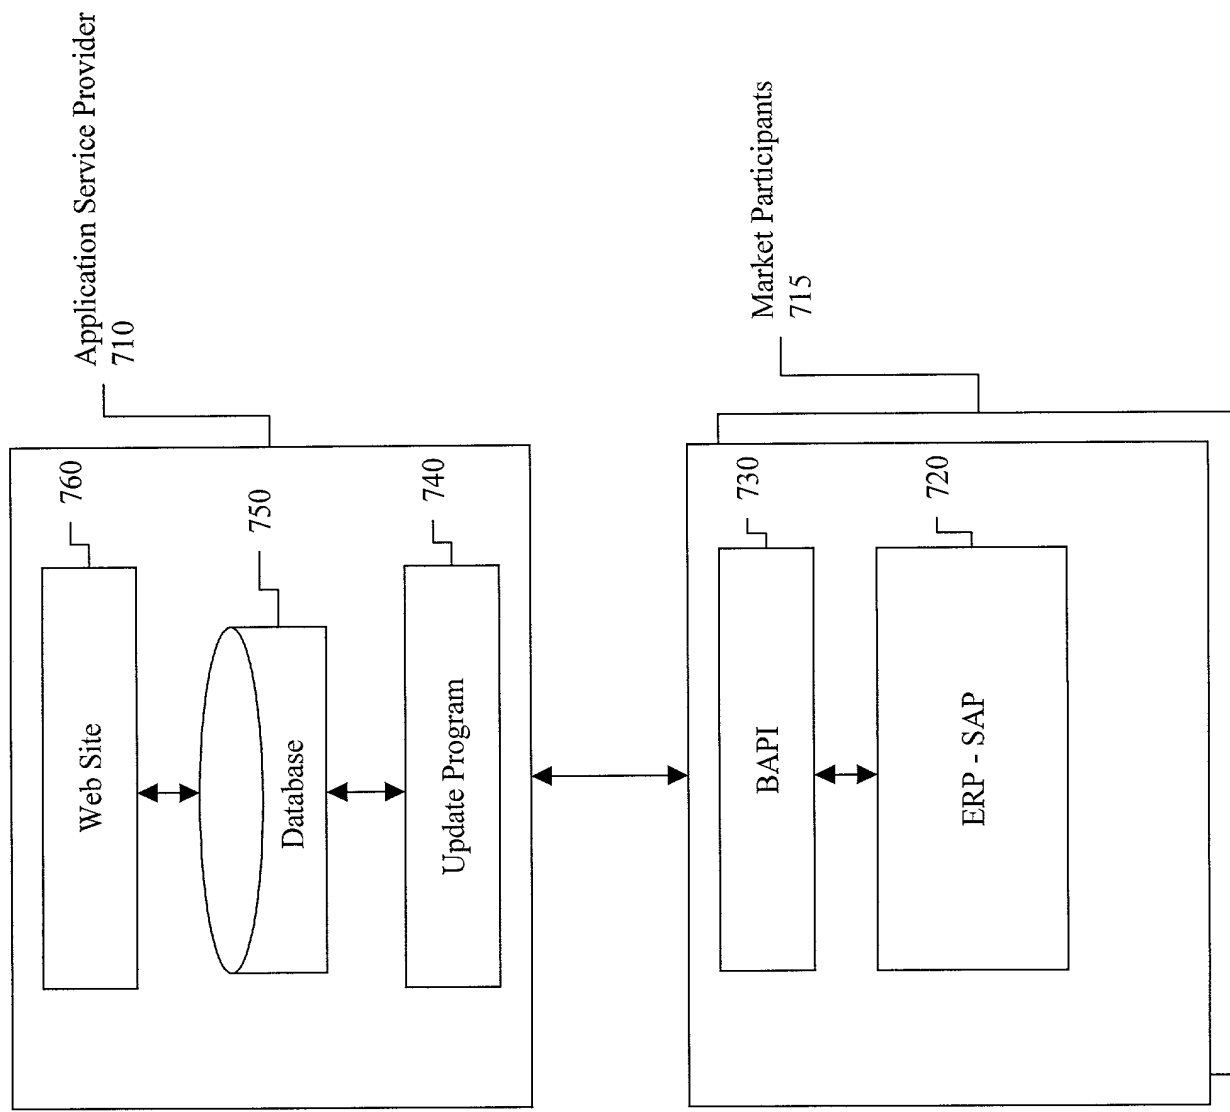 Application Service Provider
710
Web Site
760
Database
750
Update Program
740
Market Participants
715
BAPI
730
ERP - SAP
720